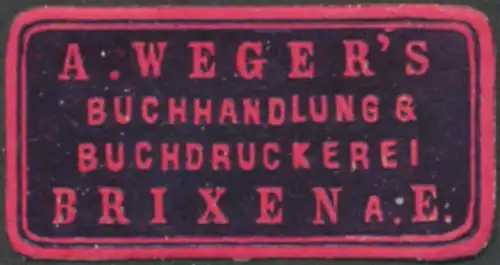 A. WEGER'S
BUCHHANDLUNG &
BUCHDRUCKEREI
BRIXEN A. E.